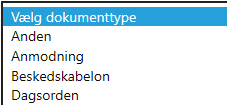 Vælg dokumenttype
Anden
Anmodning
Beskedskabelon
Dagsorden